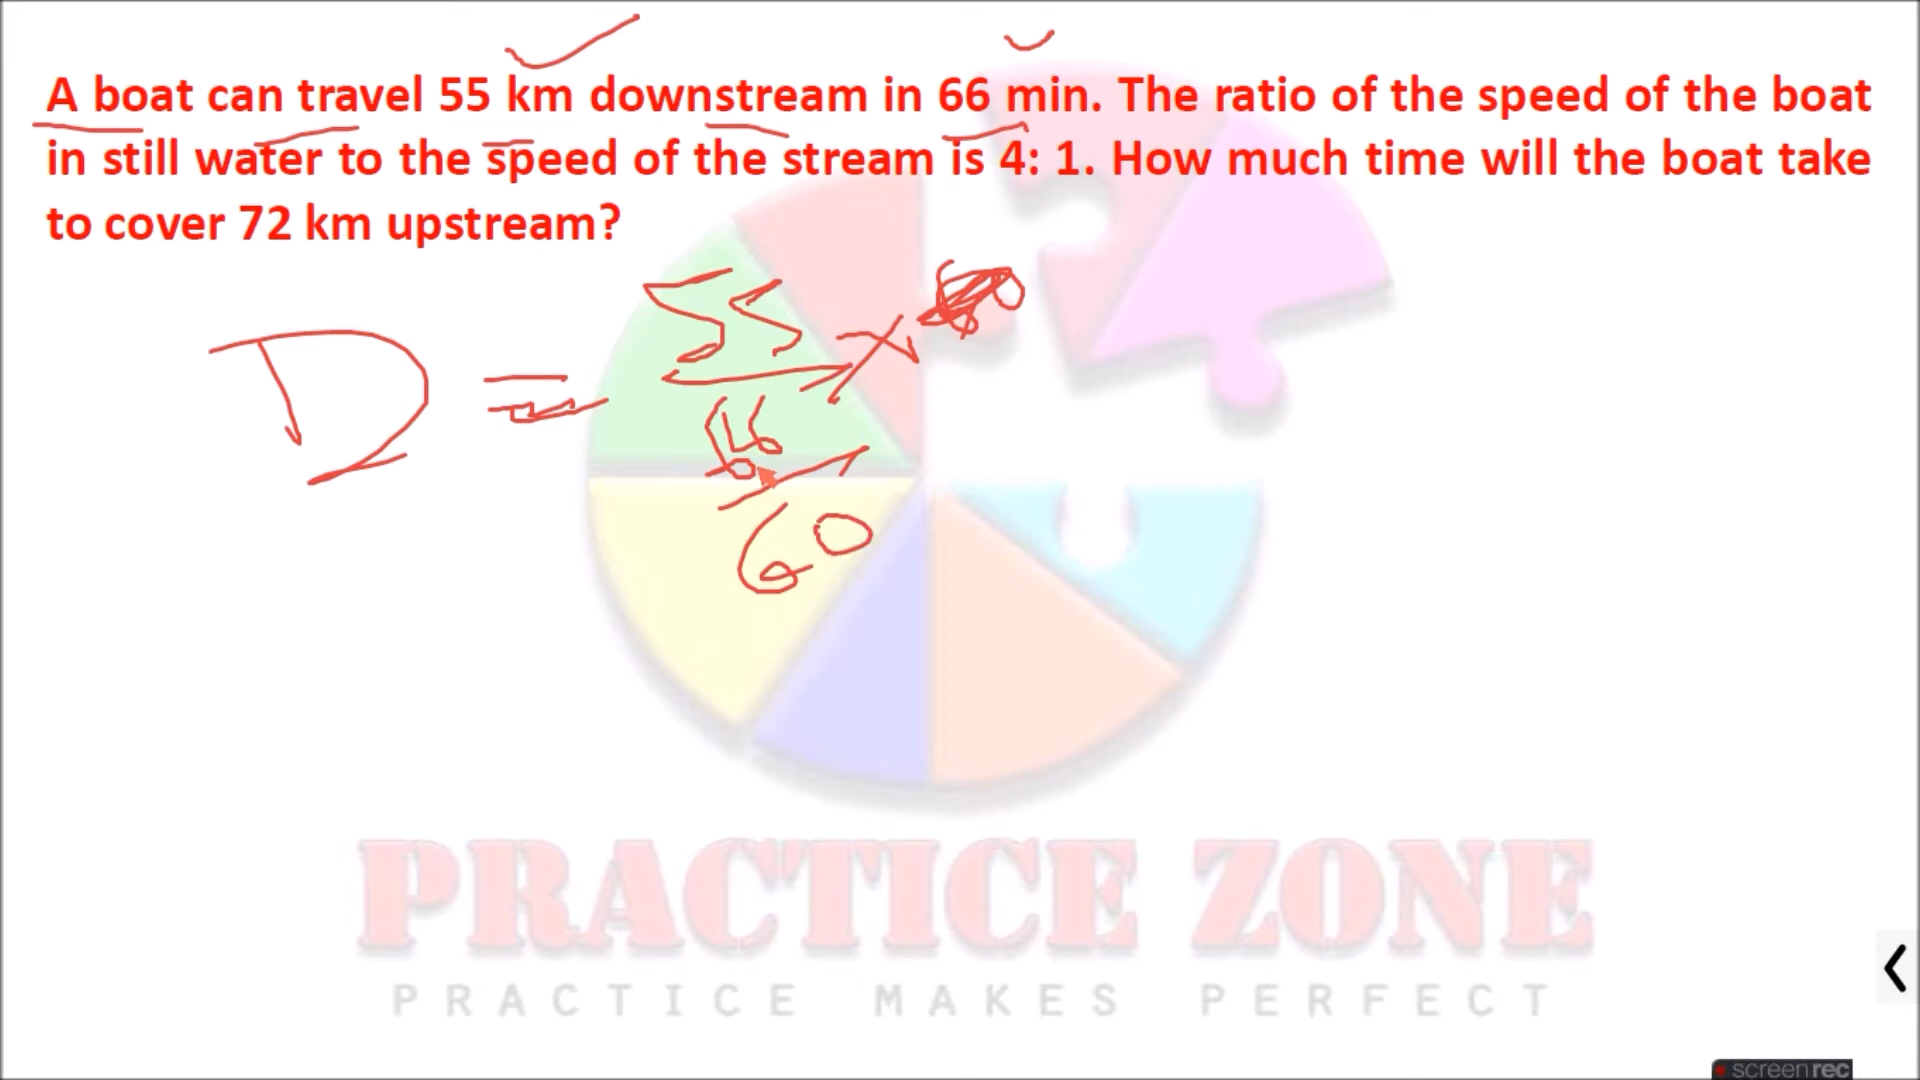 A boat can travel 55 km downstream in 66 min. The ratio of the speed of the boat
in still water to the speed of the stream is 4: 1. How much time will the boat take
to cover 72 km upstream?
D = 55 ×
66
60
PRACTICE ZONE
PRACTICE MAKES PERFECT
screenrec